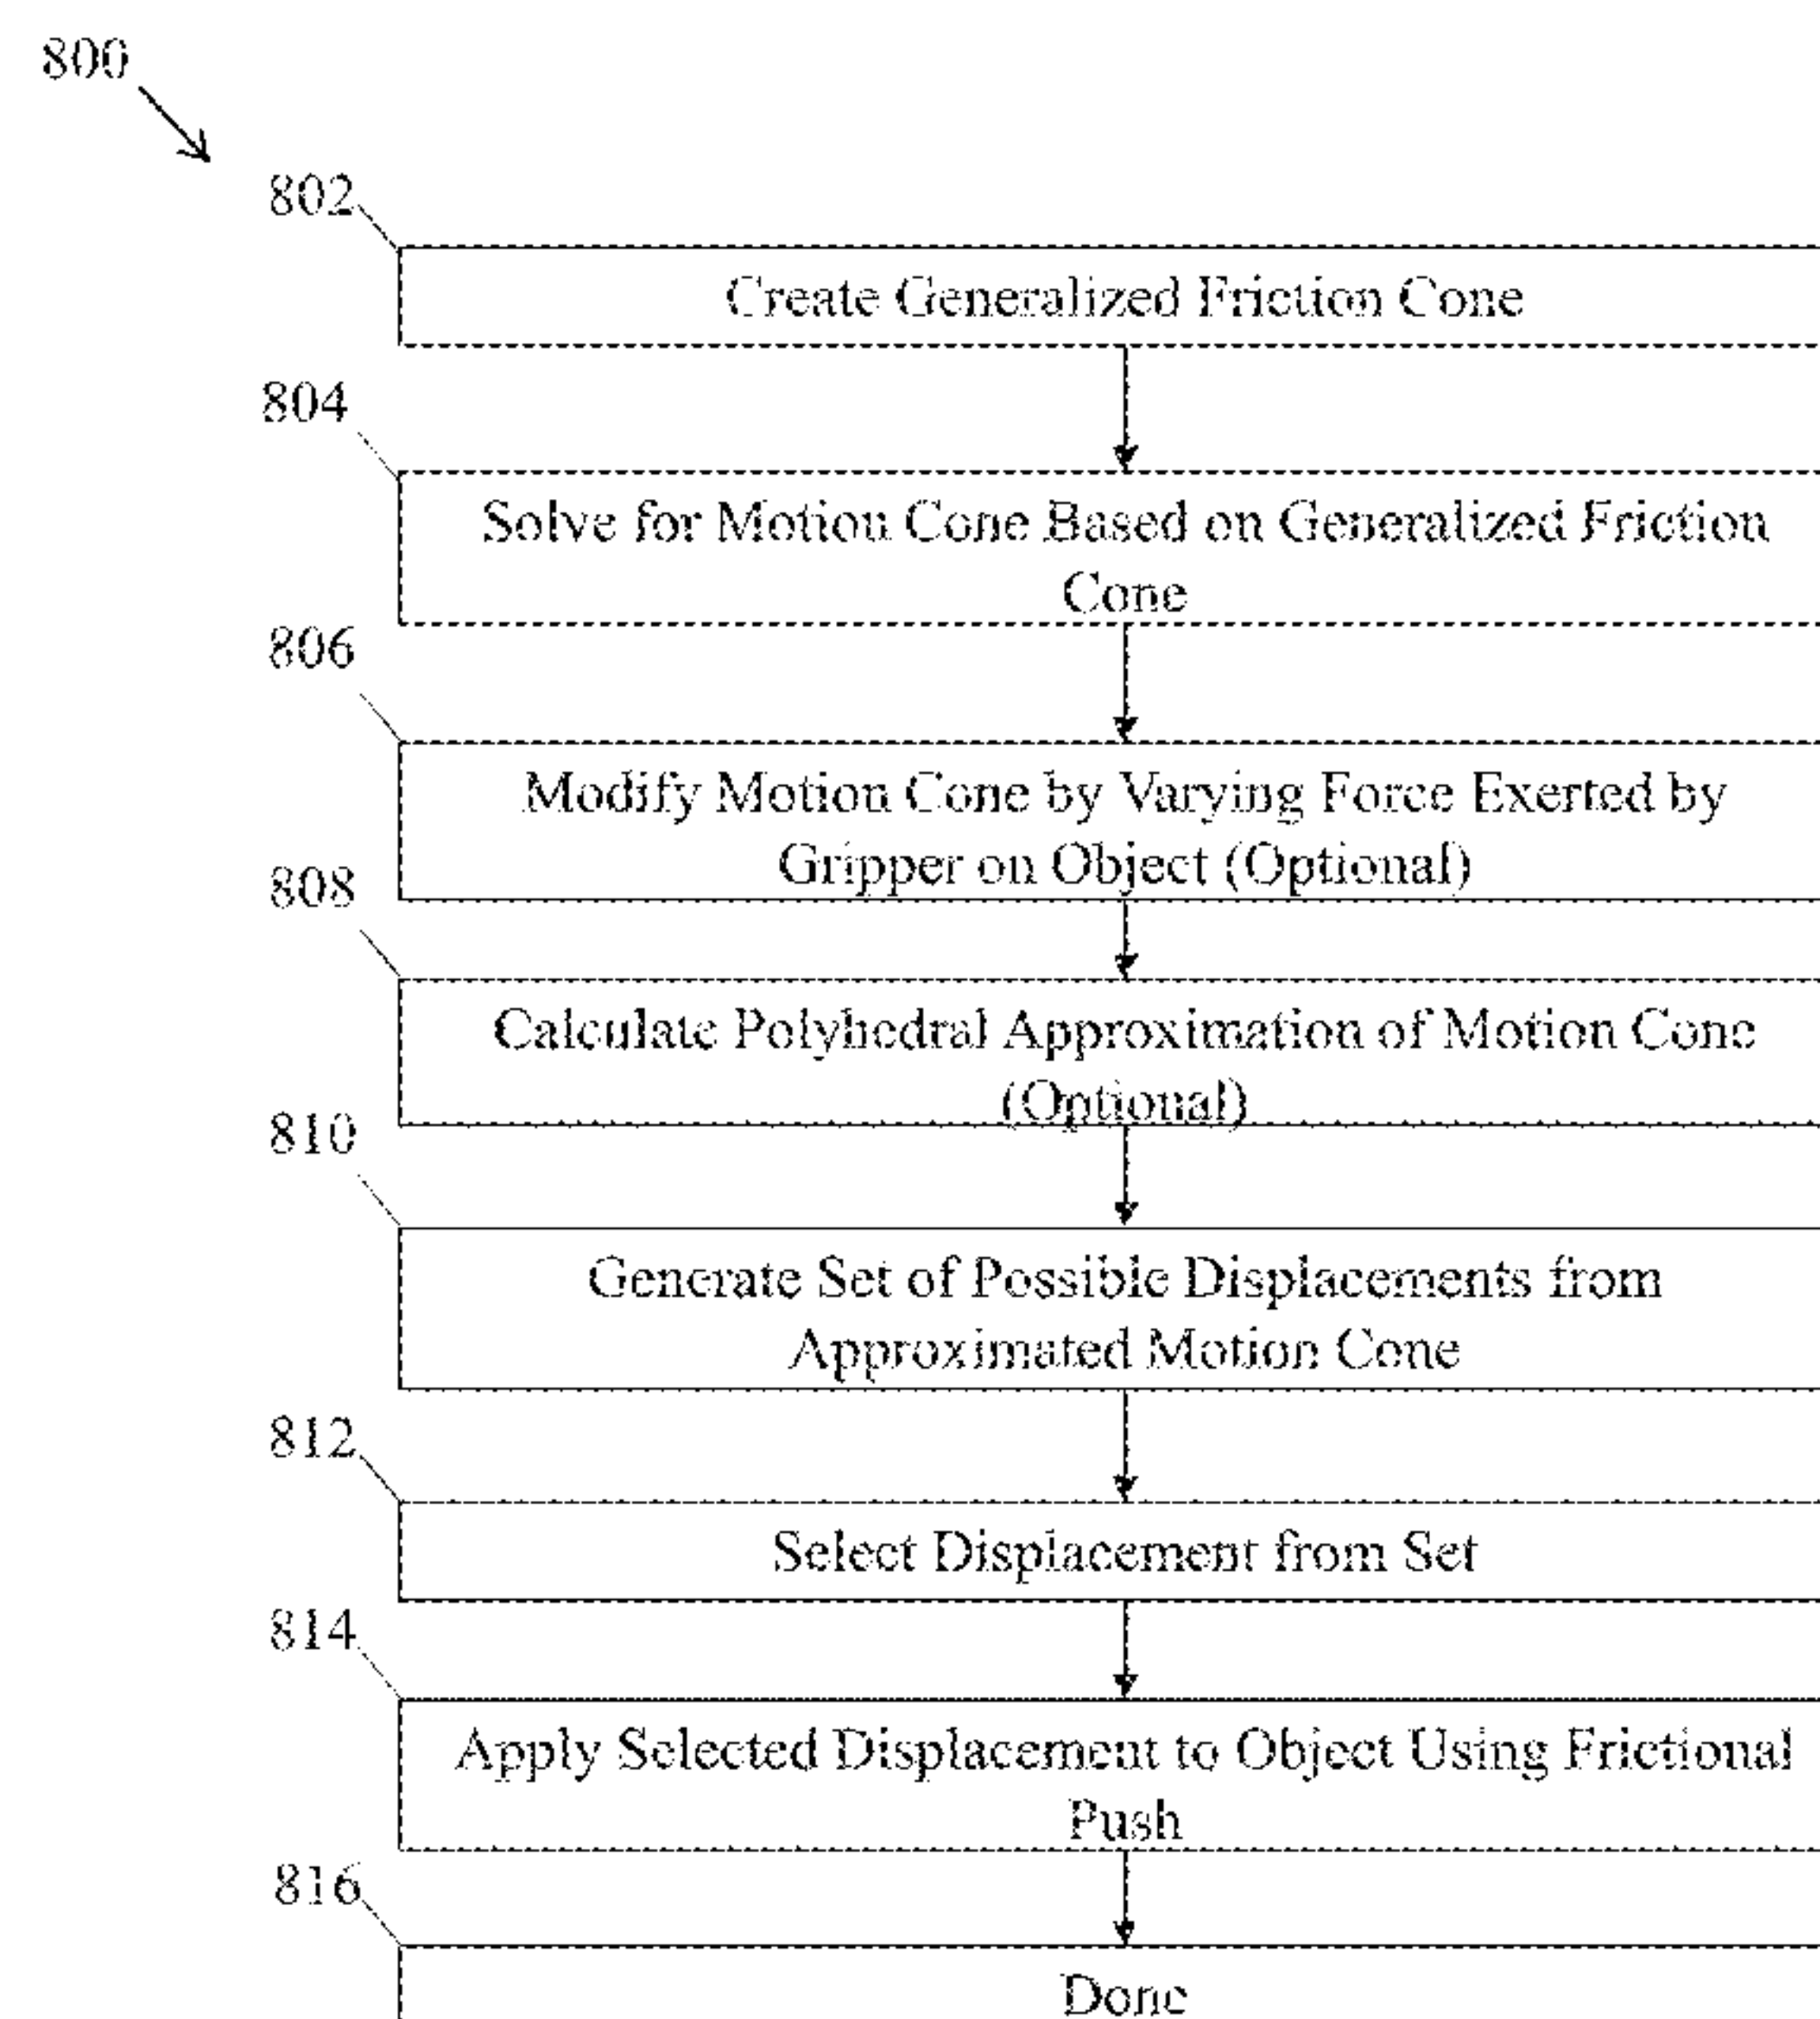 800
802
Create Generalized Friction Cone
804
Solve for Motion Cone Based on Generalized Friction
Cone
806
Modify Motion Cone by Varying Force Exerted by
Gripper on Object (Optional)
808
Calculate Polyhedral Approximation of Motion Cone
(Optional)
810
Generate Set of Possible Displacements from
Approximated Motion Cone
812
Select Displacement from Set
814
Apply Selected Displacement to Object Using Frictional
Push
816
Done